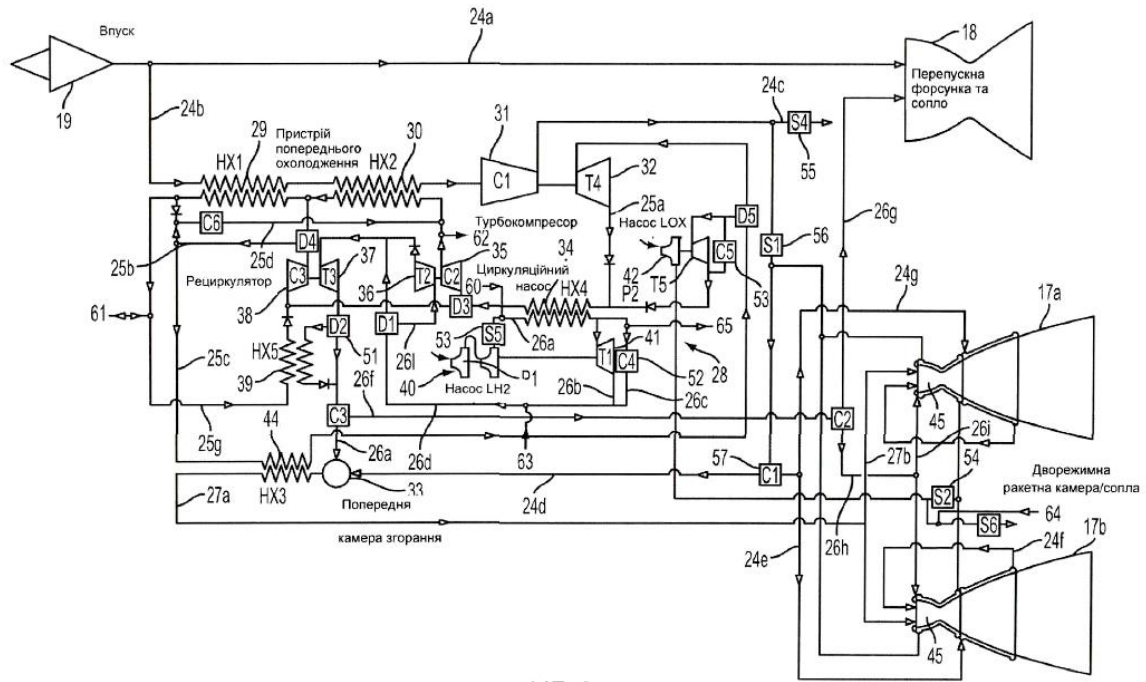 Впуск
24a
18
19
Перепускна
форсунка та
сопло
24b
29
Пристрій
попереднього
охолодження
30
31
24c
S4
55
HX1
HX2
C1
T4
32
26g
C6
25d
D4
62
Турбокомпресор
25a
Насос LOX
D5
S1
56
25b
Рециркулятор
37
35
34
Циркуляційний
насос
C3
T3
T2
C2
36
60
HX4
42
T5
P2
C5
53
24g
17a
61
38
D3
D2
51
D1
26l
53
S5
26a
41
65
28
HX5
39
40
P1
T1
C4
52
Насос LH2
26b
26c
25c
26f
25g
44
C3
26a
26d
63
C2
45
26i
27b
54
HX3
33
57
C1
Дворежимна
ракетна камера/сопла
27a
Попередня
24d
S2
S6
64
камера згорання
24e
26h
24f
17b
45